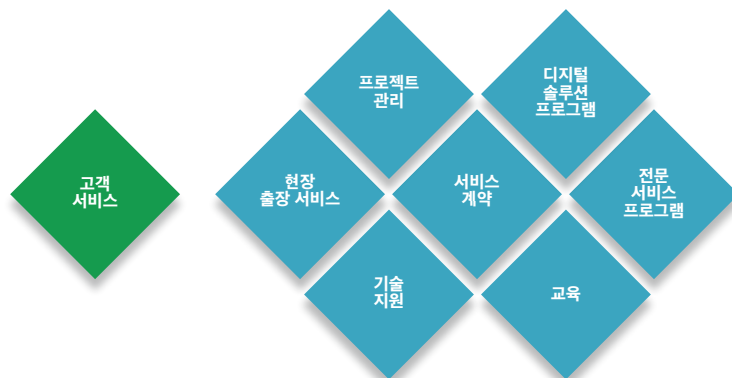 프로젝트
관리
디지털
솔루션
프로그램
고객
서비스
현장
출장 서비스
서비스
계약
전문
서비스
프로그램
기술
지원
교육